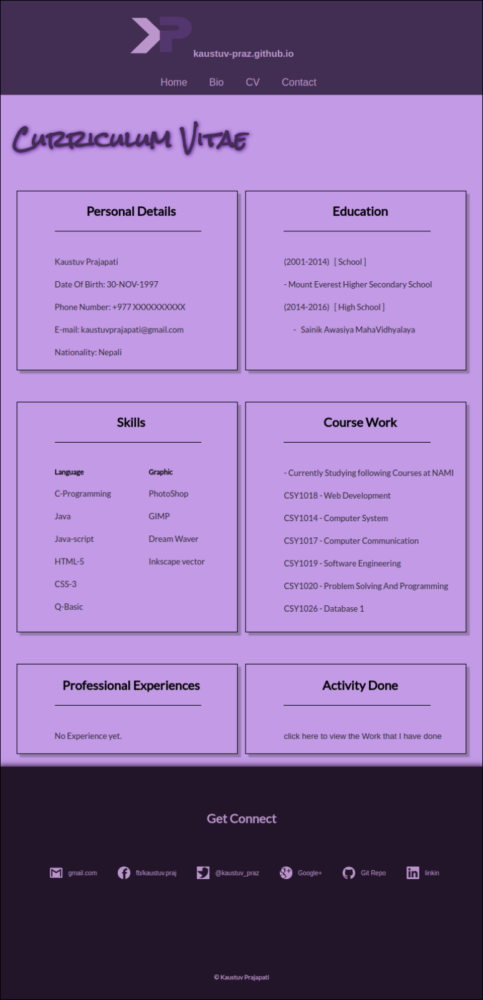 KP
kaustuv-praz.github.io
Home Bio CV Contact
Curriculum Vitae
Personal Details
Kaustuv Prajapati
Date Of Birth: 30-NOV-1997
Phone Number: +977 XXXXXXXXXX
E-mail: kaustuvprajapati@gmail.com
Nationality: Nepali
Education
(2001-2014) [ School ]
- Mount Everest Higher Secondary School
(2014-2016) [ High School ]
- Sainik Awasiya MahaVidhyalaya
Skills
Language
C-Programming
Java
Java-script
HTML-5
CSS-3
Q-Basic
Graphic
PhotoShop
GIMP
Dream Waver
Inkscape vector
Course Work
- Currently Studying following Courses at NAMI
CSY1018 - Web Development
CSY1014 - Computer System
CSY1017 - Computer Communication
CSY1019 - Software Engineering
CSY1020 - Problem Solving And Programming
CSY1026 - Database 1
Professional Experiences
No Experience yet.
Activity Done
click here to view the Work that I have done
Get Connect
gmail.com fb/kaustuv.praj @kaustuv_praz Google+ Git Repo linkin
© Kaustuv Prajapati